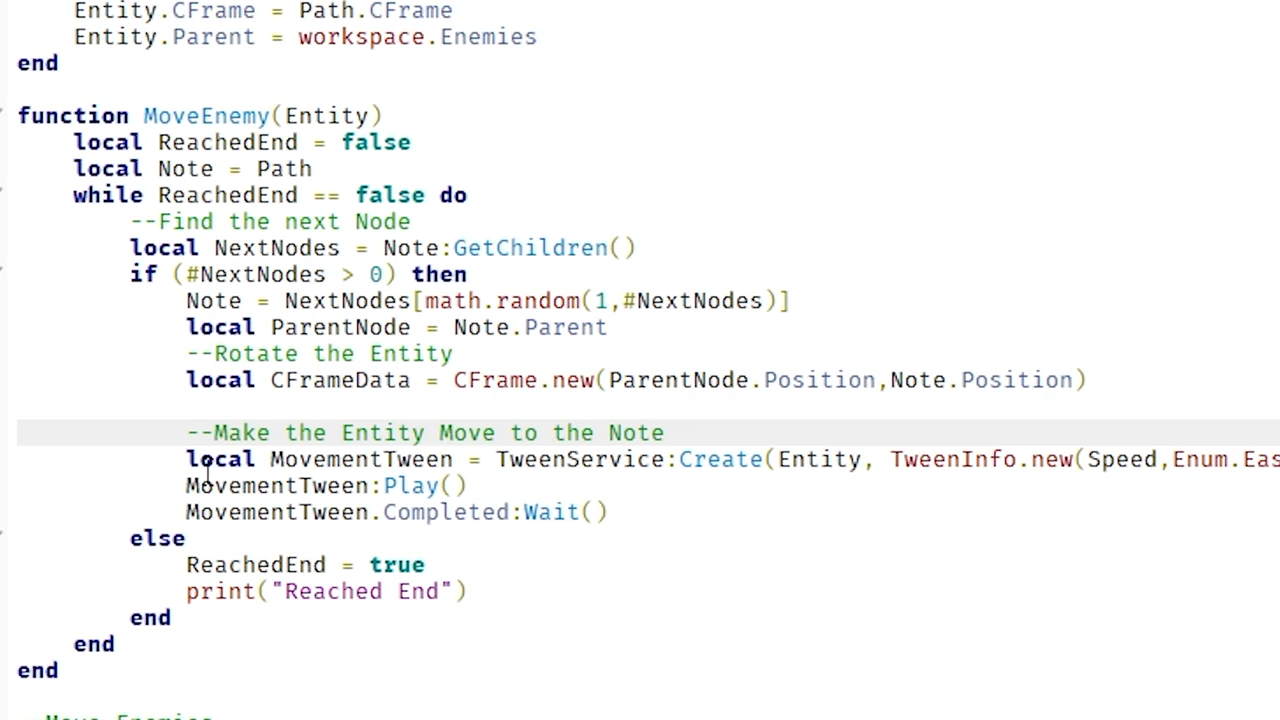 Entity.CFrame = Path.CFrame
Entity.Parent = workspace.Enemies
end
function MoveEnemy(Entity)
local ReachedEnd = false
local Note = Path
while ReachedEnd == false do
--Find the next Node
local NextNodes = Note:GetChildren()
if (#NextNodes > 0) then
Note = NextNodes[math.random(1,#NextNodes)]
local ParentNode = Note.Parent
--Rotate the Entity
local CFrameData = CFrame.new(ParentNode.Position,Note.Position)
--Make the Entity Move to the Note
local MovementTween = TweenService:Create(Entity, TweenInfo.new(Speed,Enum.Eas
MovementTween:Play()
MovementTween.Completed:Wait()
else
ReachedEnd = true
print("Reached End")
end
end
end
--Move Enemies